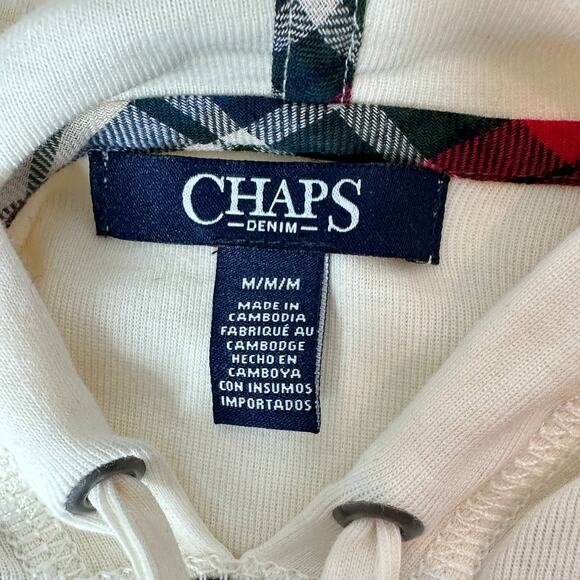 CHAPS
DENIM
M/M/M
MADE IN
CAMBODIA
FABRIQUÉ AU
CAMBODGE
HECHO EN
CAMBOYA
CON INSUMOS
IMPORTADOS